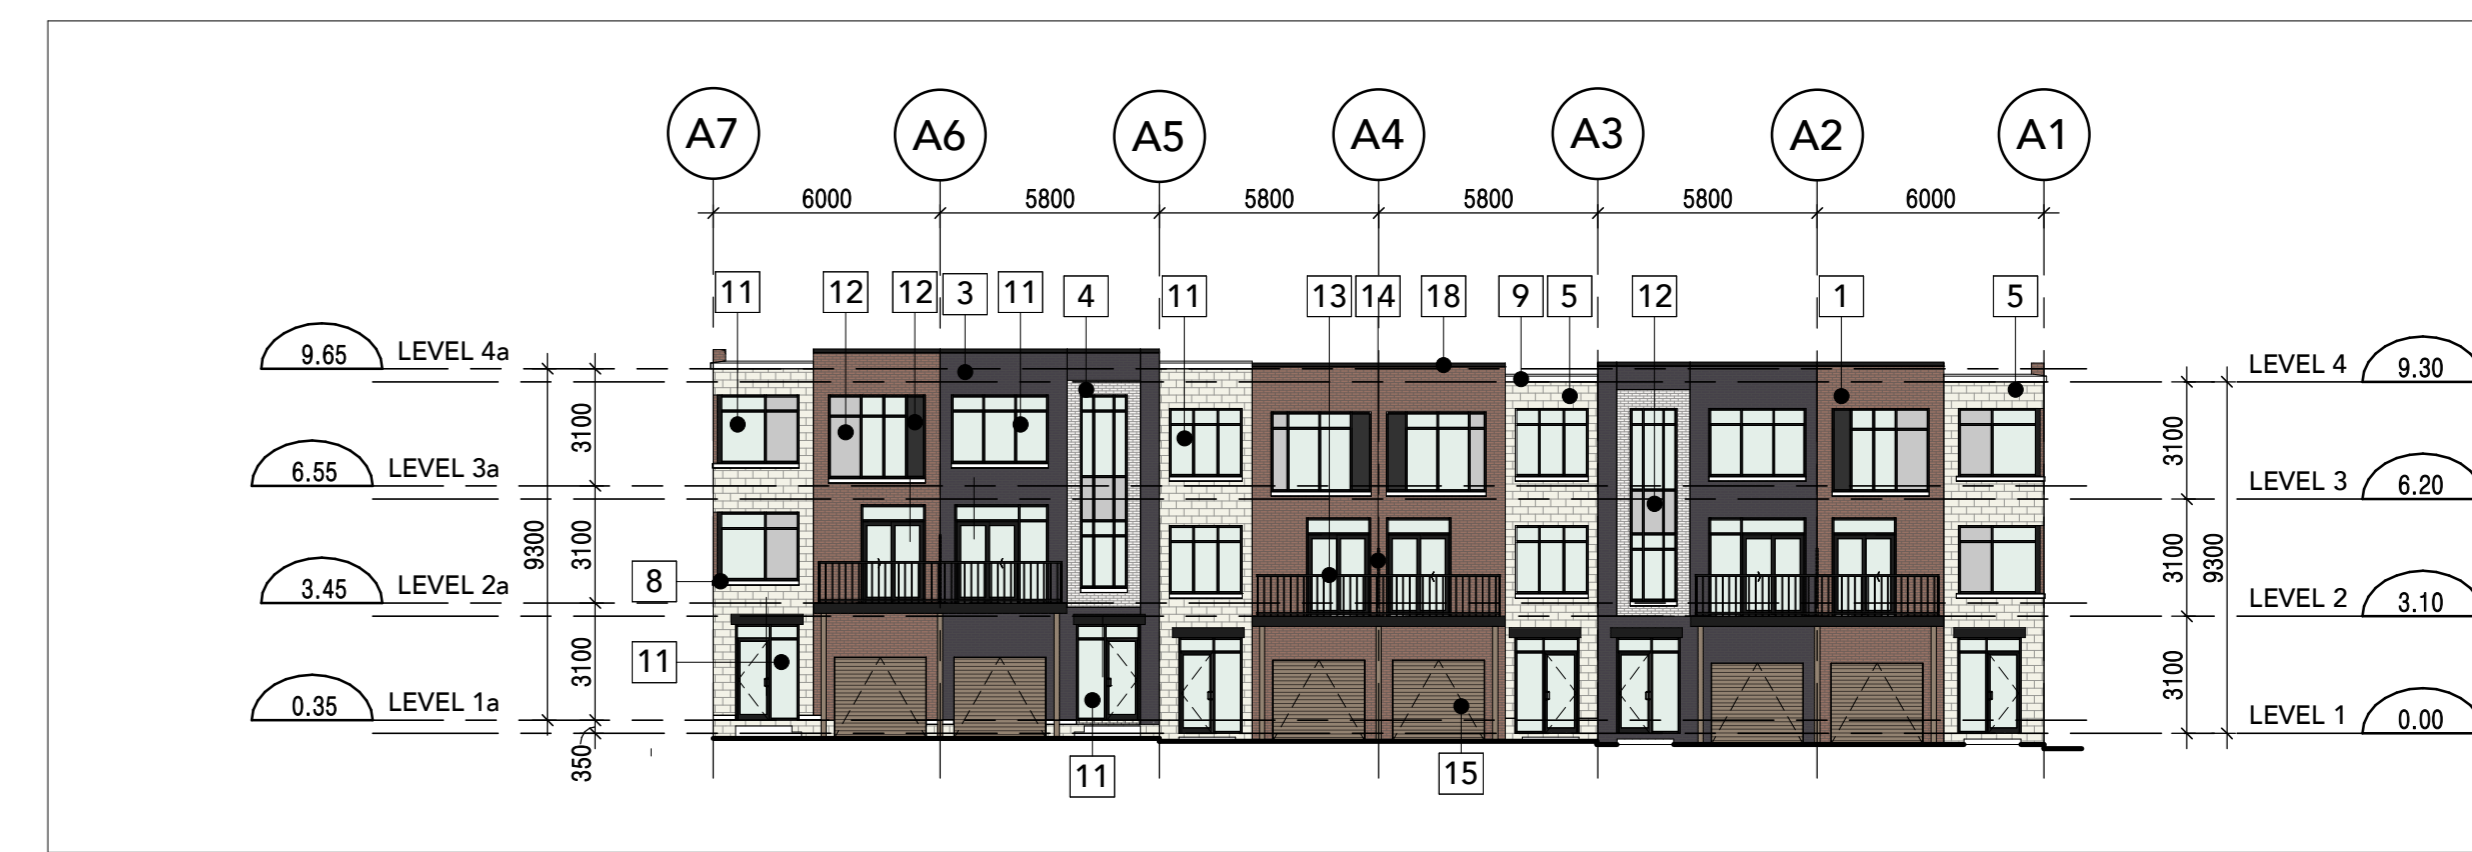 A7 A6 A5 A4 A3 A2 A1
6000 5800 5800 5800 5800 6000
11 12 12 3 11 4 11 13 14 18 9 5 12 1 5
9.65 LEVEL 4a
LEVEL 4 9.30
3100
3100
6.55 LEVEL 3a
LEVEL 3 6.20
9300
3100
3100
9300
8
3.45 LEVEL 2a
LEVEL 2 3.10
11
3100
3100
0.35 LEVEL 1a
LEVEL 1 0.00
350
11
15